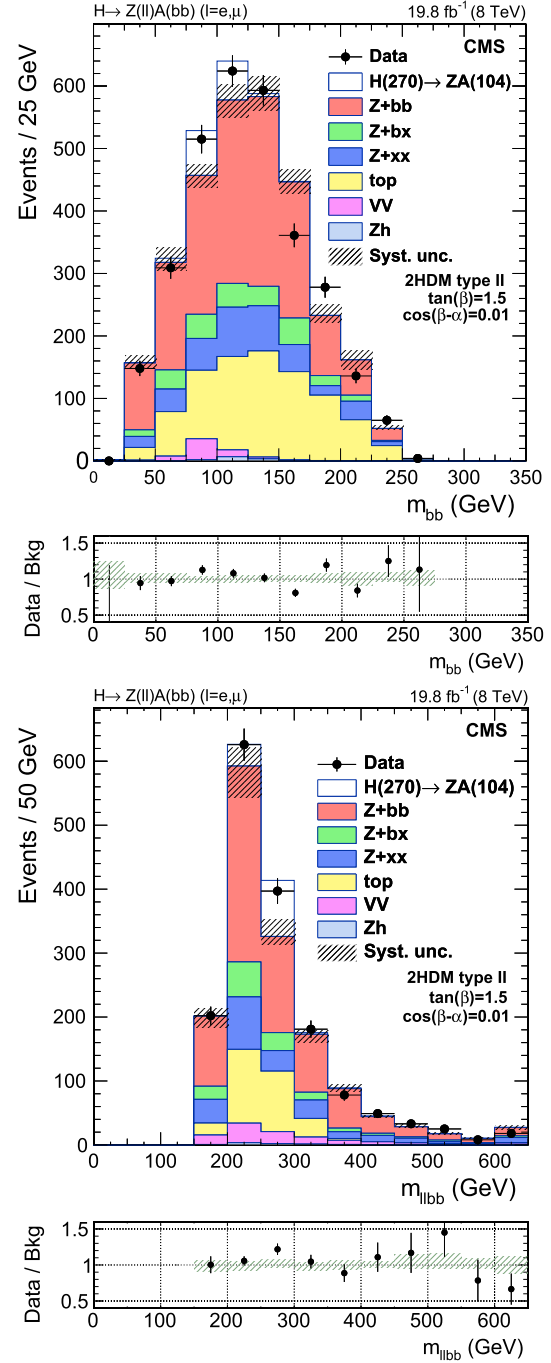 H→ Z(ll)A(bb) (l=e,μ) 19.8 fb⁻¹ (8 TeV)
CMS
Events / 25 GeV
600
500
400
300
200
100
0
Data
H(270)→ ZA(104)
Z+bb
Z+bx
Z+xx
top
VV
Zh
Syst. unc.
2HDM type II
tan(β)=1.5
cos(β-α)=0.01
0 50 100 150 200 250 300 350
m_bb (GeV)
Data / Bkg
1.5
1
0.5
0 50 100 150 200 250 300 350
m_bb (GeV)
H→ Z(ll)A(bb) (l=e,μ) 19.8 fb⁻¹ (8 TeV)
CMS
Events / 50 GeV
600
500
400
300
200
100
0
Data
H(270)→ ZA(104)
Z+bb
Z+bx
Z+xx
top
VV
Zh
Syst. unc.
2HDM type II
tan(β)=1.5
cos(β-α)=0.01
0 100 200 300 400 500 600
m_llbb (GeV)
Data / Bkg
1.5
1
0.5
0 100 200 300 400 500 600
m_llbb (GeV)